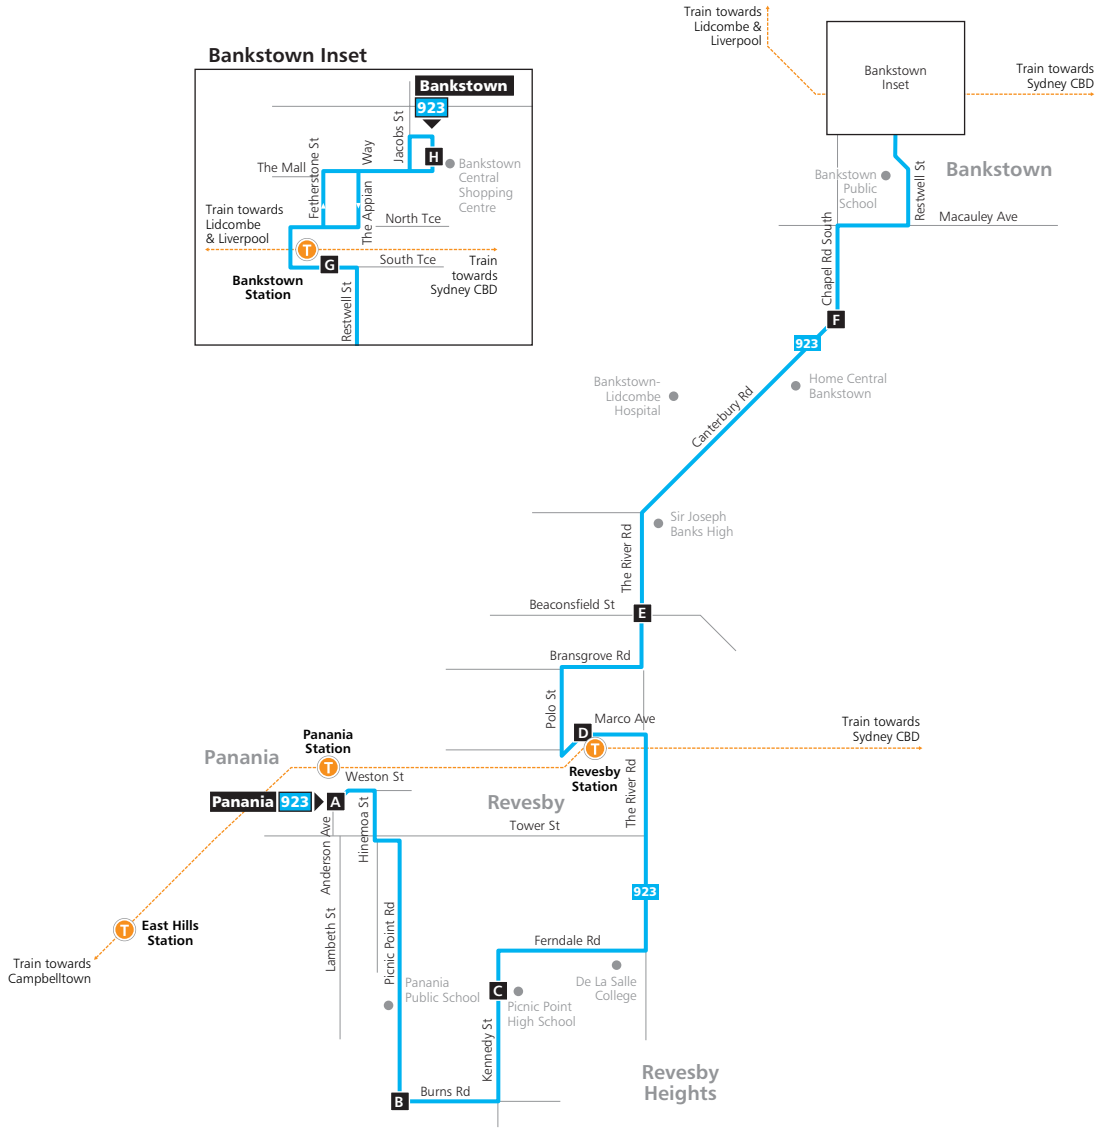 Train towards
Lidcombe &
Liverpool
Bankstown
Inset
Train towards
Sydney CBD
Bankstown Inset
Bankstown
923
Jacobs St
H
Bankstown
Central
Shopping
Centre
The Mall
Fetherstone St
The Appian Way
Train towards
Lidcombe
& Liverpool
North Tce
T
G
South Tce
Train
towards
Sydney CBD
Bankstown
Station
Restwell St
Bankstown
Bankstown
Public
School
Restwell St
Macauley Ave
Chapel Rd South
F
923
Home Central
Bankstown
Bankstown-
Lidcombe
Hospital
Canterbury Rd
Sir Joseph
Banks High
The River Rd
Beaconsfield St
E
Bransgrove Rd
Polo St
D
Marco Ave
T
Revesby
Station
Train towards
Sydney CBD
Panania
Panania
Station
T
Weston St
Panania
923
A
Revesby
The River Rd
Tower St
Anderson Ave
Hinemoa St
923
Lambeth St
Picnic Point Rd
T
East Hills
Station
Train towards
Campbelltown
Ferndale Rd
De La Salle
College
Panania
Public School
C
Picnic Point
High School
Kennedy St
Revesby
Heights
B
Burns Rd